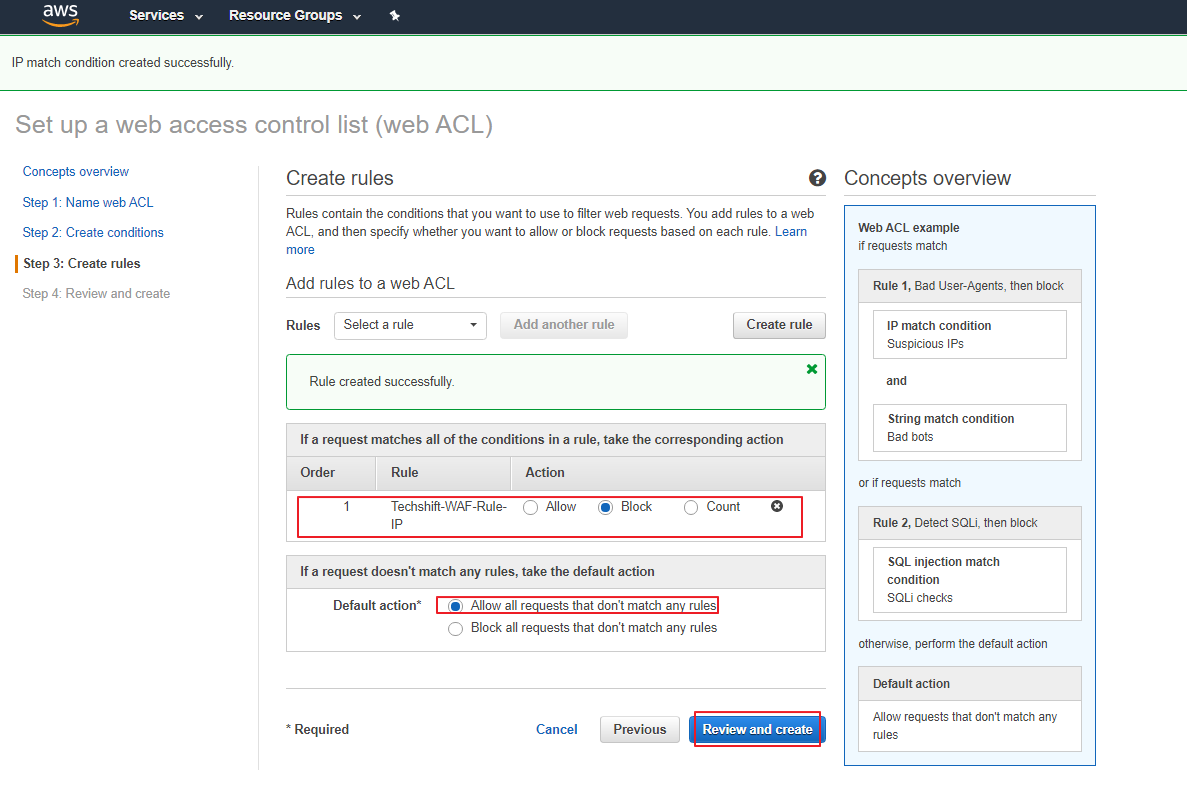 aws
Services
Resource Groups
IP match condition created successfully.
Set up a web access control list (web ACL)
Concepts overview
Step 1: Name web ACL
Step 2: Create conditions
Step 3: Create rules
Step 4: Review and create
Create rules
Rules contain the conditions that you want to use to filter web requests. You add rules to a web
ACL, and then specify whether you want to allow or block requests based on each rule. Learn
more
Add rules to a web ACL
Rules
Select a rule
Add another rule
Create rule
Rule created successfully.
If a request matches all of the conditions in a rule, take the corresponding action
Order
Rule
Action
1
Techshift-WAF-Rule-
IP
Allow
Block
Count
If a request doesn't match any rules, take the default action
Default action*
Allow all requests that don't match any rules
Block all requests that don't match any rules
* Required
Cancel
Previous
Review and create
Concepts overview
Web ACL example
if requests match
Rule 1, Bad User-Agents, then block
IP match condition
Suspicious IPs
and
String match condition
Bad bots
or if requests match
Rule 2, Detect SQLi, then block
SQL injection match
condition
SQLi checks
otherwise, perform the default action
Default action
Allow requests that don't match any
rules